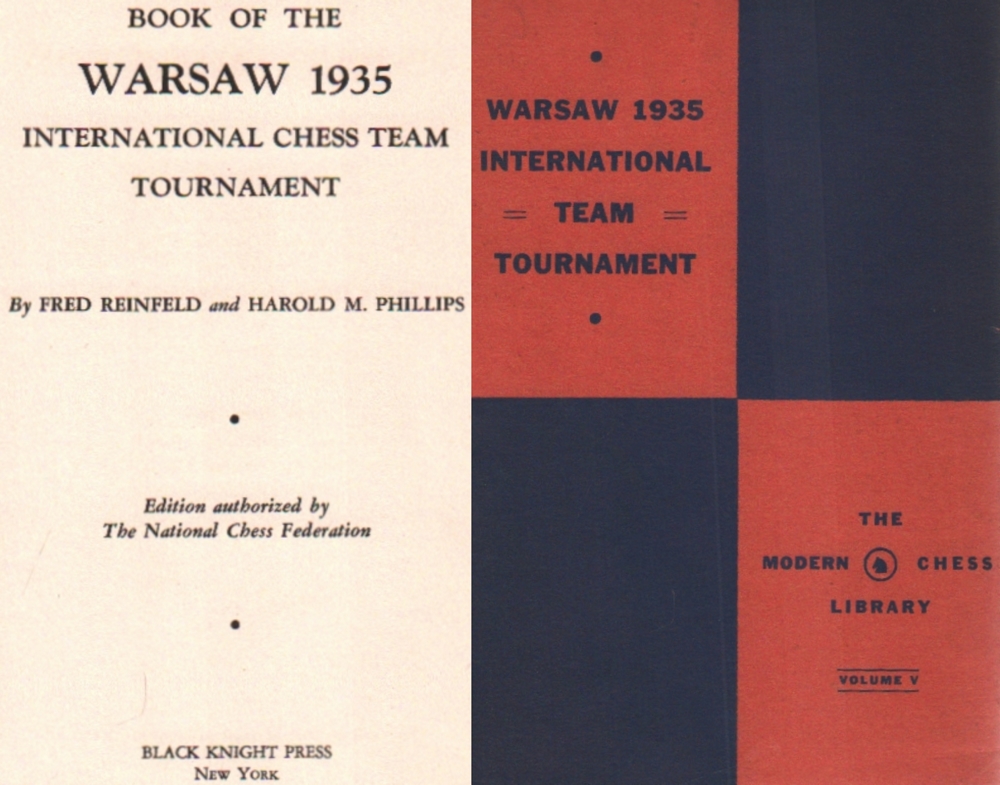 BOOK OF THE
WARSAW 1935
INTERNATIONAL CHESS TEAM
TOURNAMENT
By FRED REINFELD and HAROLD M. PHILLIPS
Edition authorized by
The National Chess Federation
BLACK KNIGHT PRESS
NEW YORK
WARSAW 1935
INTERNATIONAL
= TEAM =
TOURNAMENT
THE
MODERN CHESS
LIBRARY
VOLUME V